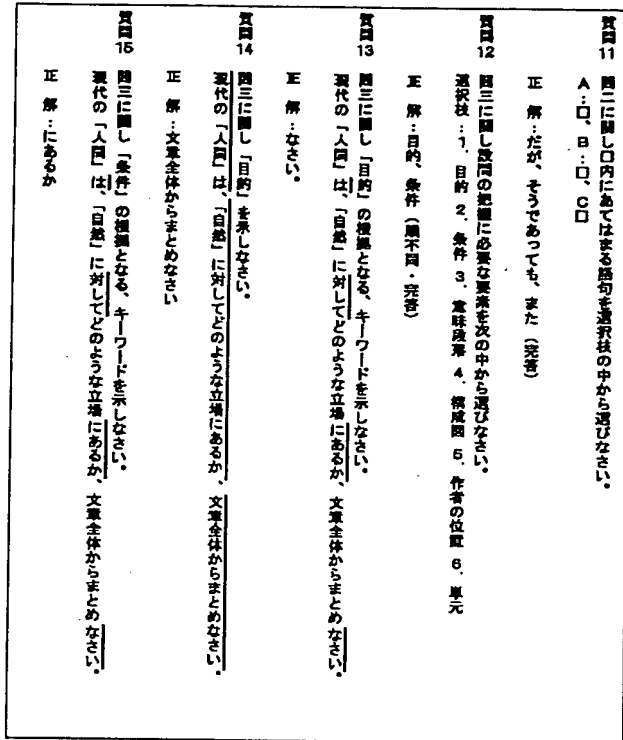 質問11 問二に関し口内にあてはまる語句を選択枝の中から選びなさい。
A:口、B:口、C口
正 解:だが、そうであっても、また(完答)
質問12 問三に関し設問の把握に必要な要素を次の中から選びなさい。
選択枝:1.目的 2.条件 3.意味段落 4.構成図 5.作者の位置 6.単元
正 解:目的、条件(順不同・完答)
質問13 問三に関し「目的」の根拠となる、キーワードを示しなさい。
現代の「人間」は、「自然」に対してどのような立場にあるか、文章全体からまとめなさい。
正 解:なさい。
質問14 問三に関し「目的」を示しなさい。
現代の「人間」は、「自然」に対してどのような立場にあるか、文章全体からまとめなさい。
正 解:文章全体からまとめなさい
質問15 問三に関し「条件」の根拠となる、キーワードを示しなさい。
現代の「人間」は、「自然」に対してどのような立場にあるか、文章全体からまとめなさい。
正 解:にあるか